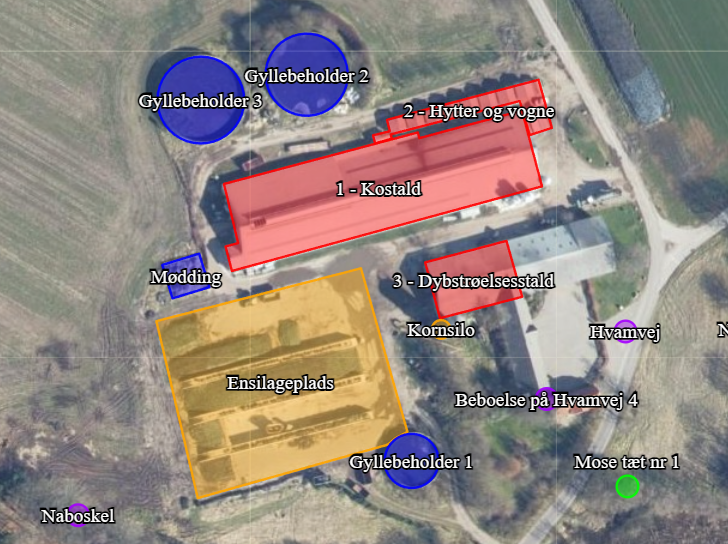 Gyllebeholder 2
Gyllebeholder 3
2 - Hytter og vogne
1 - Kostald
Mødding
3 - Dybstrøelsesstald
Kornsilo
Hvamvej
N
Ensilageplads
Beboelse på Hvamvej 4
Gyllebeholder 1
Mose tæt nr 1
Naboskel